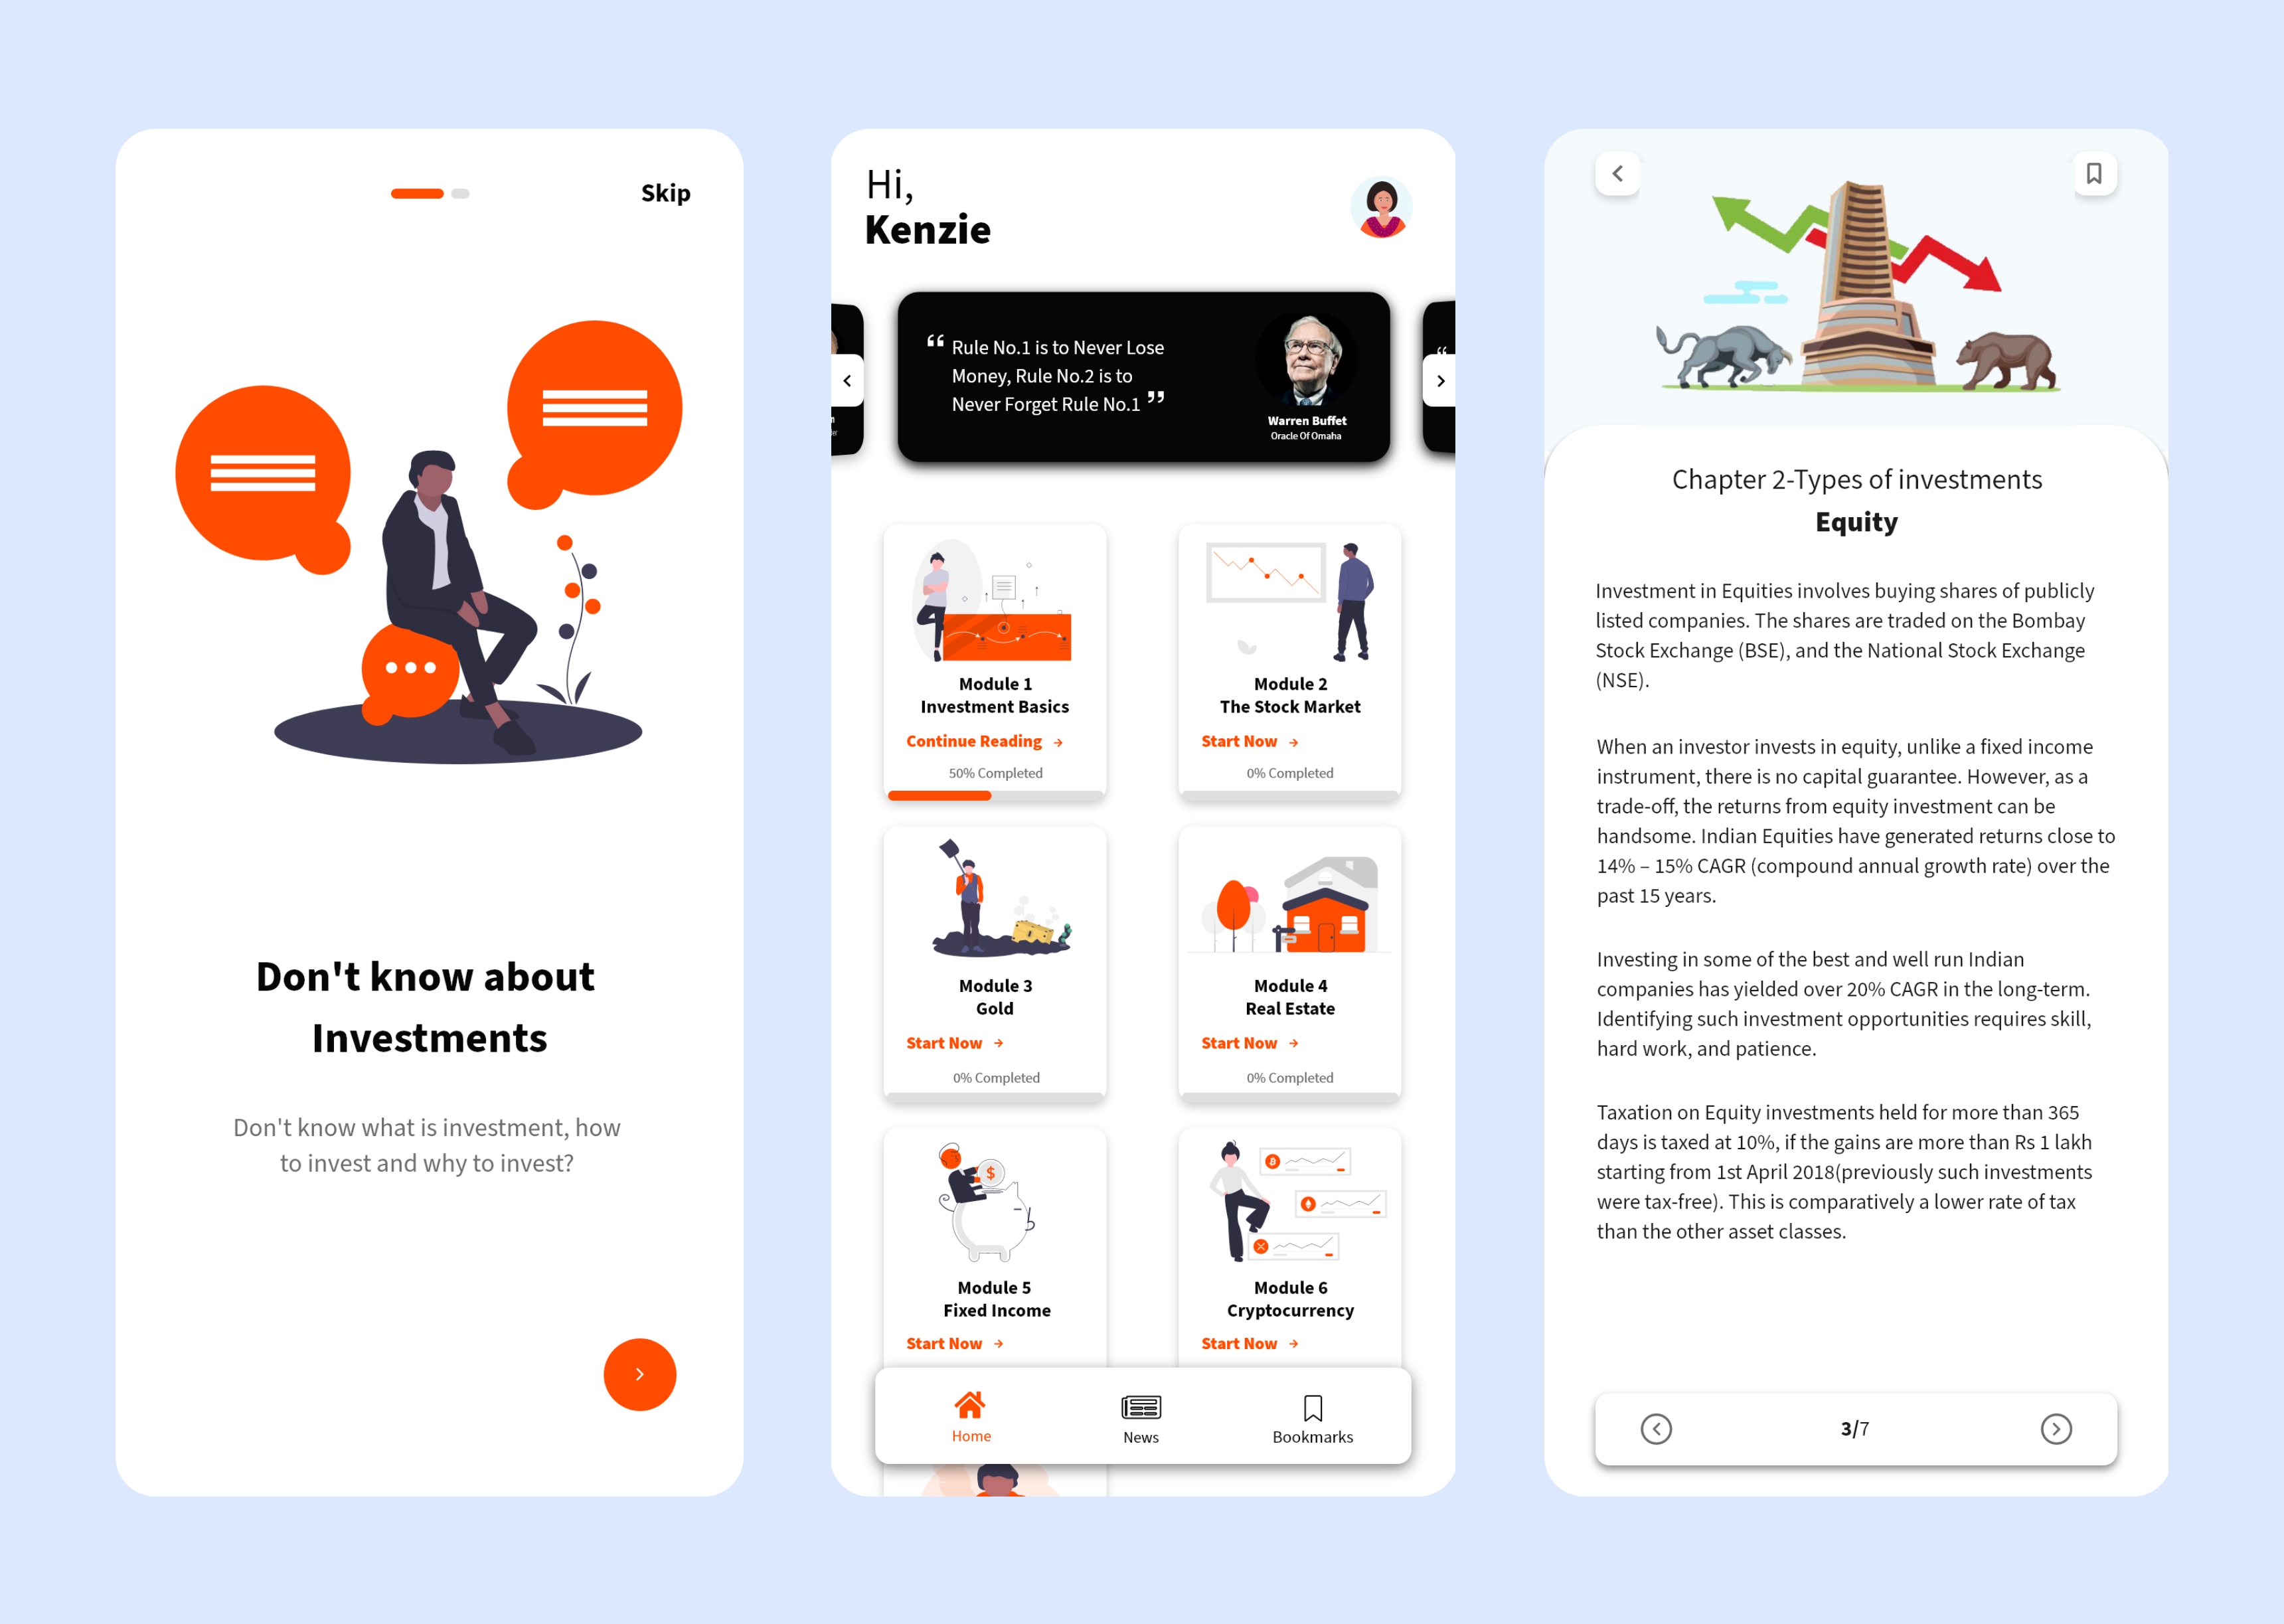 Skip
Don't know about
Investments
Don't know what is investment, how
to invest and why to invest?
Hi,
Kenzie
“ Rule No.1 is to Never Lose
Money, Rule No.2 is to
Never Forget Rule No.1 ”
Warren Buffet
Oracle Of Omaha
Module 1
Investment Basics
Continue Reading
50% Completed
Module 2
The Stock Market
Start Now
0% Completed
Module 3
Gold
Start Now
0% Completed
Module 4
Real Estate
Start Now
0% Completed
Module 5
Fixed Income
Start Now
Module 6
Cryptocurrency
Start Now
Home
News
Bookmarks
Chapter 2-Types of investments
Equity
Investment in Equities involves buying shares of publicly
listed companies. The shares are traded on the Bombay
Stock Exchange (BSE), and the National Stock Exchange
(NSE).
When an investor invests in equity, unlike a fixed income
instrument, there is no capital guarantee. However, as a
trade-off, the returns from equity investment can be
handsome. Indian Equities have generated returns close to
14% – 15% CAGR (compound annual growth rate) over the
past 15 years.
Investing in some of the best and well run Indian
companies has yielded over 20% CAGR in the long-term.
Identifying such investment opportunities requires skill,
hard work, and patience.
Taxation on Equity investments held for more than 365
days is taxed at 10%, if the gains are more than Rs 1 lakh
starting from 1st April 2018(previously such investments
were tax-free). This is comparatively a lower rate of tax
than the other asset classes.
3/7